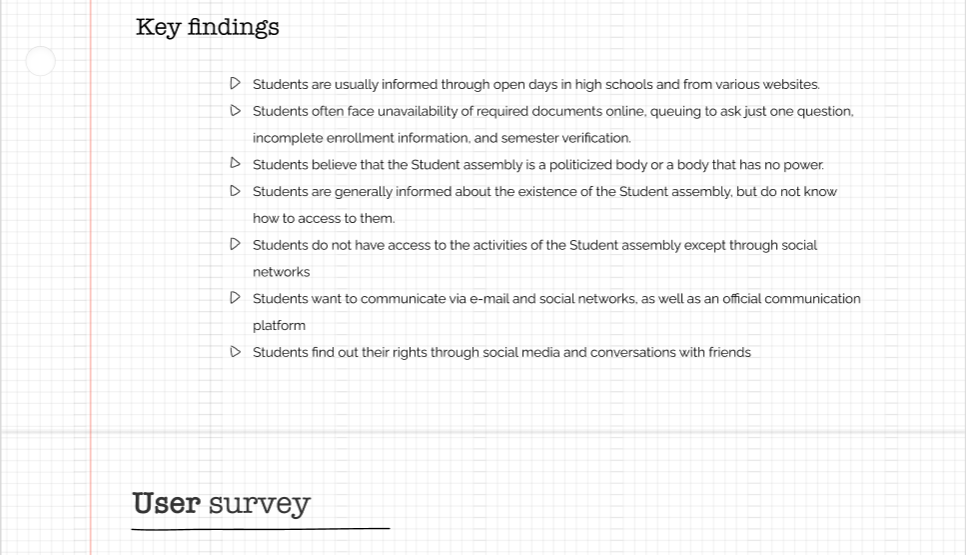 Key findings
Students are usually informed through open days in high schools and from various websites.
Students often face unavailability of required documents online, queuing to ask just one question,
incomplete enrollment information, and semester verification.
Students believe that the Student assembly is a politicized body or a body that has no power.
Students are generally informed about the existence of the Student assembly, but do not know
how to access to them.
Students do not have access to the activities of the Student assembly except through social
networks
Students want to communicate via e-mail and social networks, as well as an official communication
platform
Students find out their rights through social media and conversations with friends
User survey